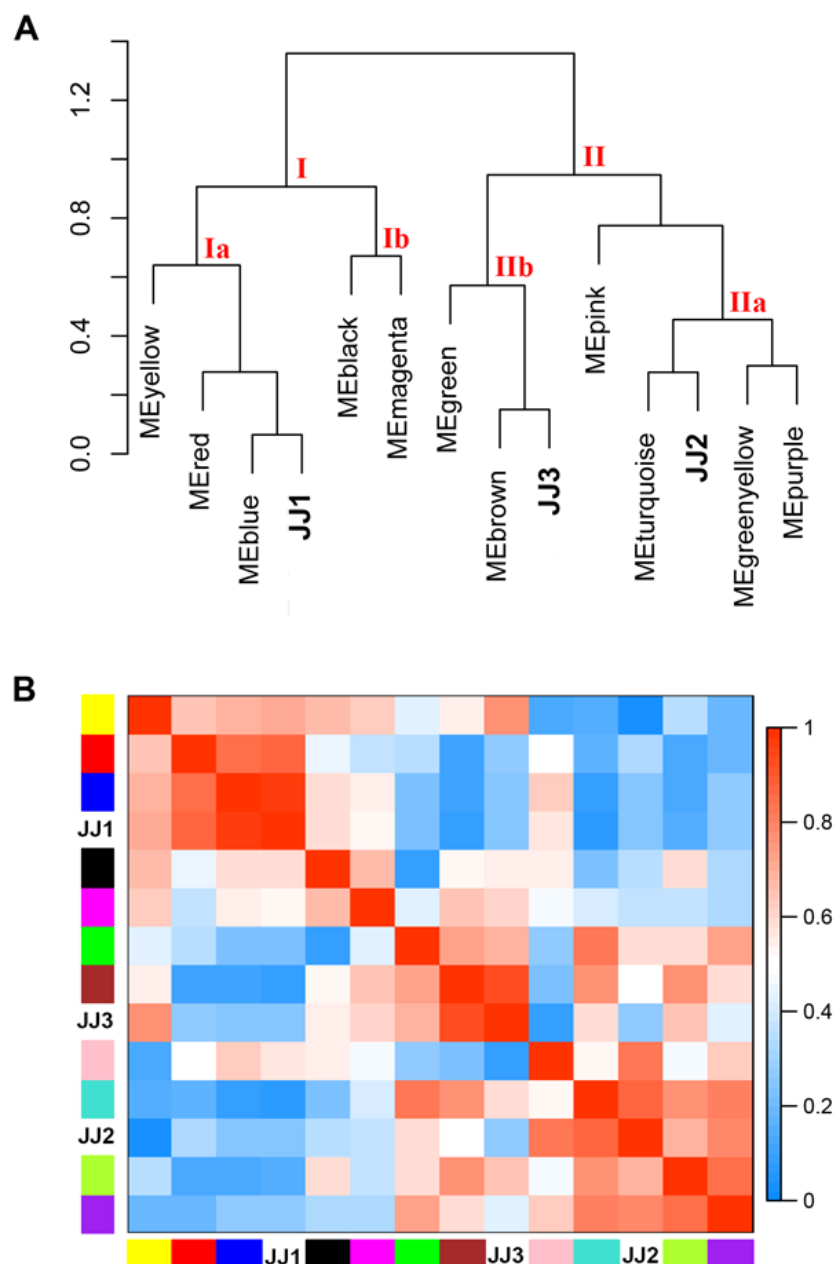 A
1.2
0.8
0.4
0.0
I
II
Ia
Ib
IIb
IIa
MEyellow
MEred
MEblue
JJ1
MEblack
MEmagenta
MEgreen
MEbrown
JJ3
MEpink
MEturquoise
JJ2
MEgreenyellow
MEpurple
B
JJ1
JJ3
JJ2
1
0.8
0.6
0.4
0.2
0
JJ1 JJ3 JJ2